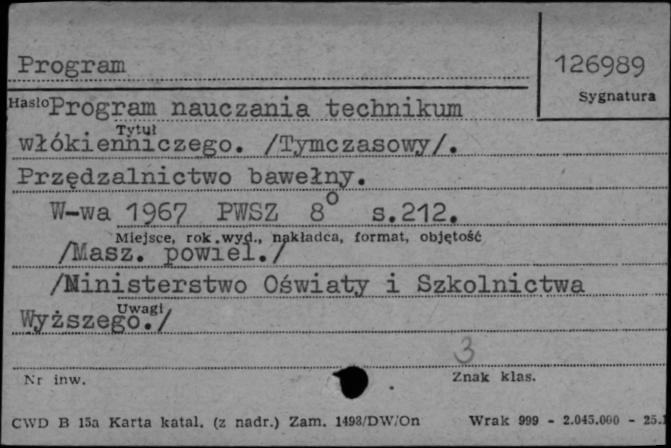 Program
126989
Sygnatura
Hasło
Program nauczania technikum
Tytuł
włókienniczego. /Tymczasowy/.
Przędzalnictwo bawełny.
W-wa 1967 PWSZ 8° s.212.
Miejsce, rok wyd., nakładca, format, objętość
/Masz. powiel./
/Ministerstwo Oświaty i Szkolnictwa
Uwagi
Wyższego./
3
Nr inw.
Znak klas.
CWD B 15a Karta katal. (z nadr.) Zam. 1493/DW/On Wrak 999 - 2.045.000 - 25.